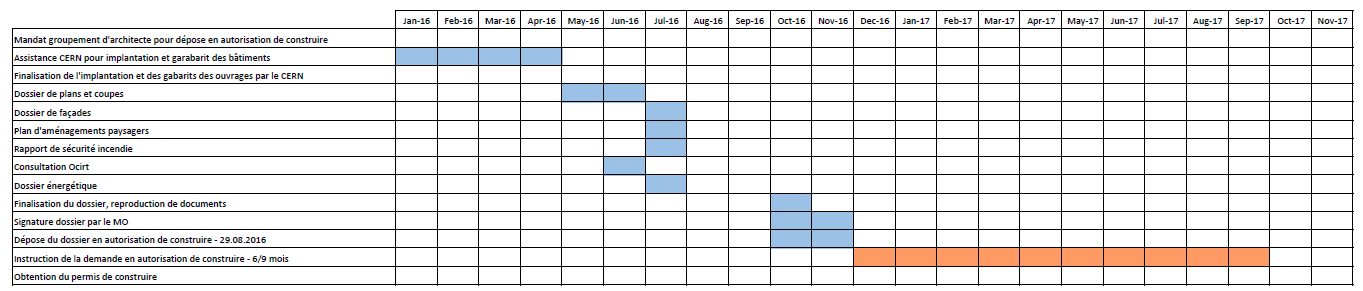 Jan-16 Feb-16 Mar-16 Apr-16 May-16 Jun-16 Jul-16 Aug-16 Sep-16 Oct-16 Nov-16 Dec-16 Jan-17 Feb-17 Mar-17 Apr-17 May-17 Jun-17 Jul-17 Aug-17 Sep-17 Oct-17 Nov-17
Mandat groupement d'architecte pour dépose en autorisation de construire
Assistance CERN pour implantation et garabarit des bâtiments
Finalisation de l'implantation et des gabarits des ouvrages par le CERN
Dossier de plans et coupes
Dossier de façades
Plan d'aménagements paysagers
Rapport de sécurité incendie
Consultation Ocirt
Dossier énergétique
Finalisation du dossier, reproduction de documents
Signature dossier par le MO
Dépose du dossier en autorisation de construire - 29.08.2016
Instruction de la demande en autorisation de construire - 6/9 mois
Obtention du permis de construire